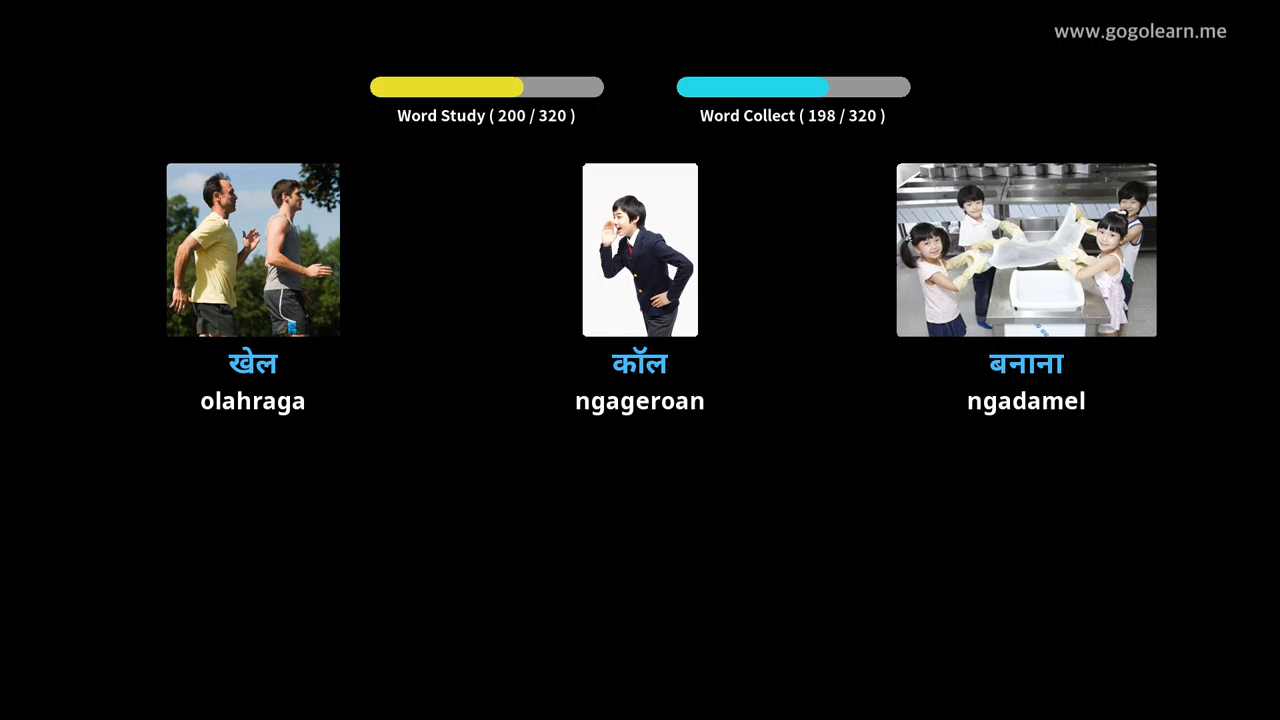 www.gogolearn.me
Word Study ( 200 / 320 )
Word Collect ( 198 / 320 )
खेल
olahraga
कॉल
ngageroan
बनाना
ngadamel